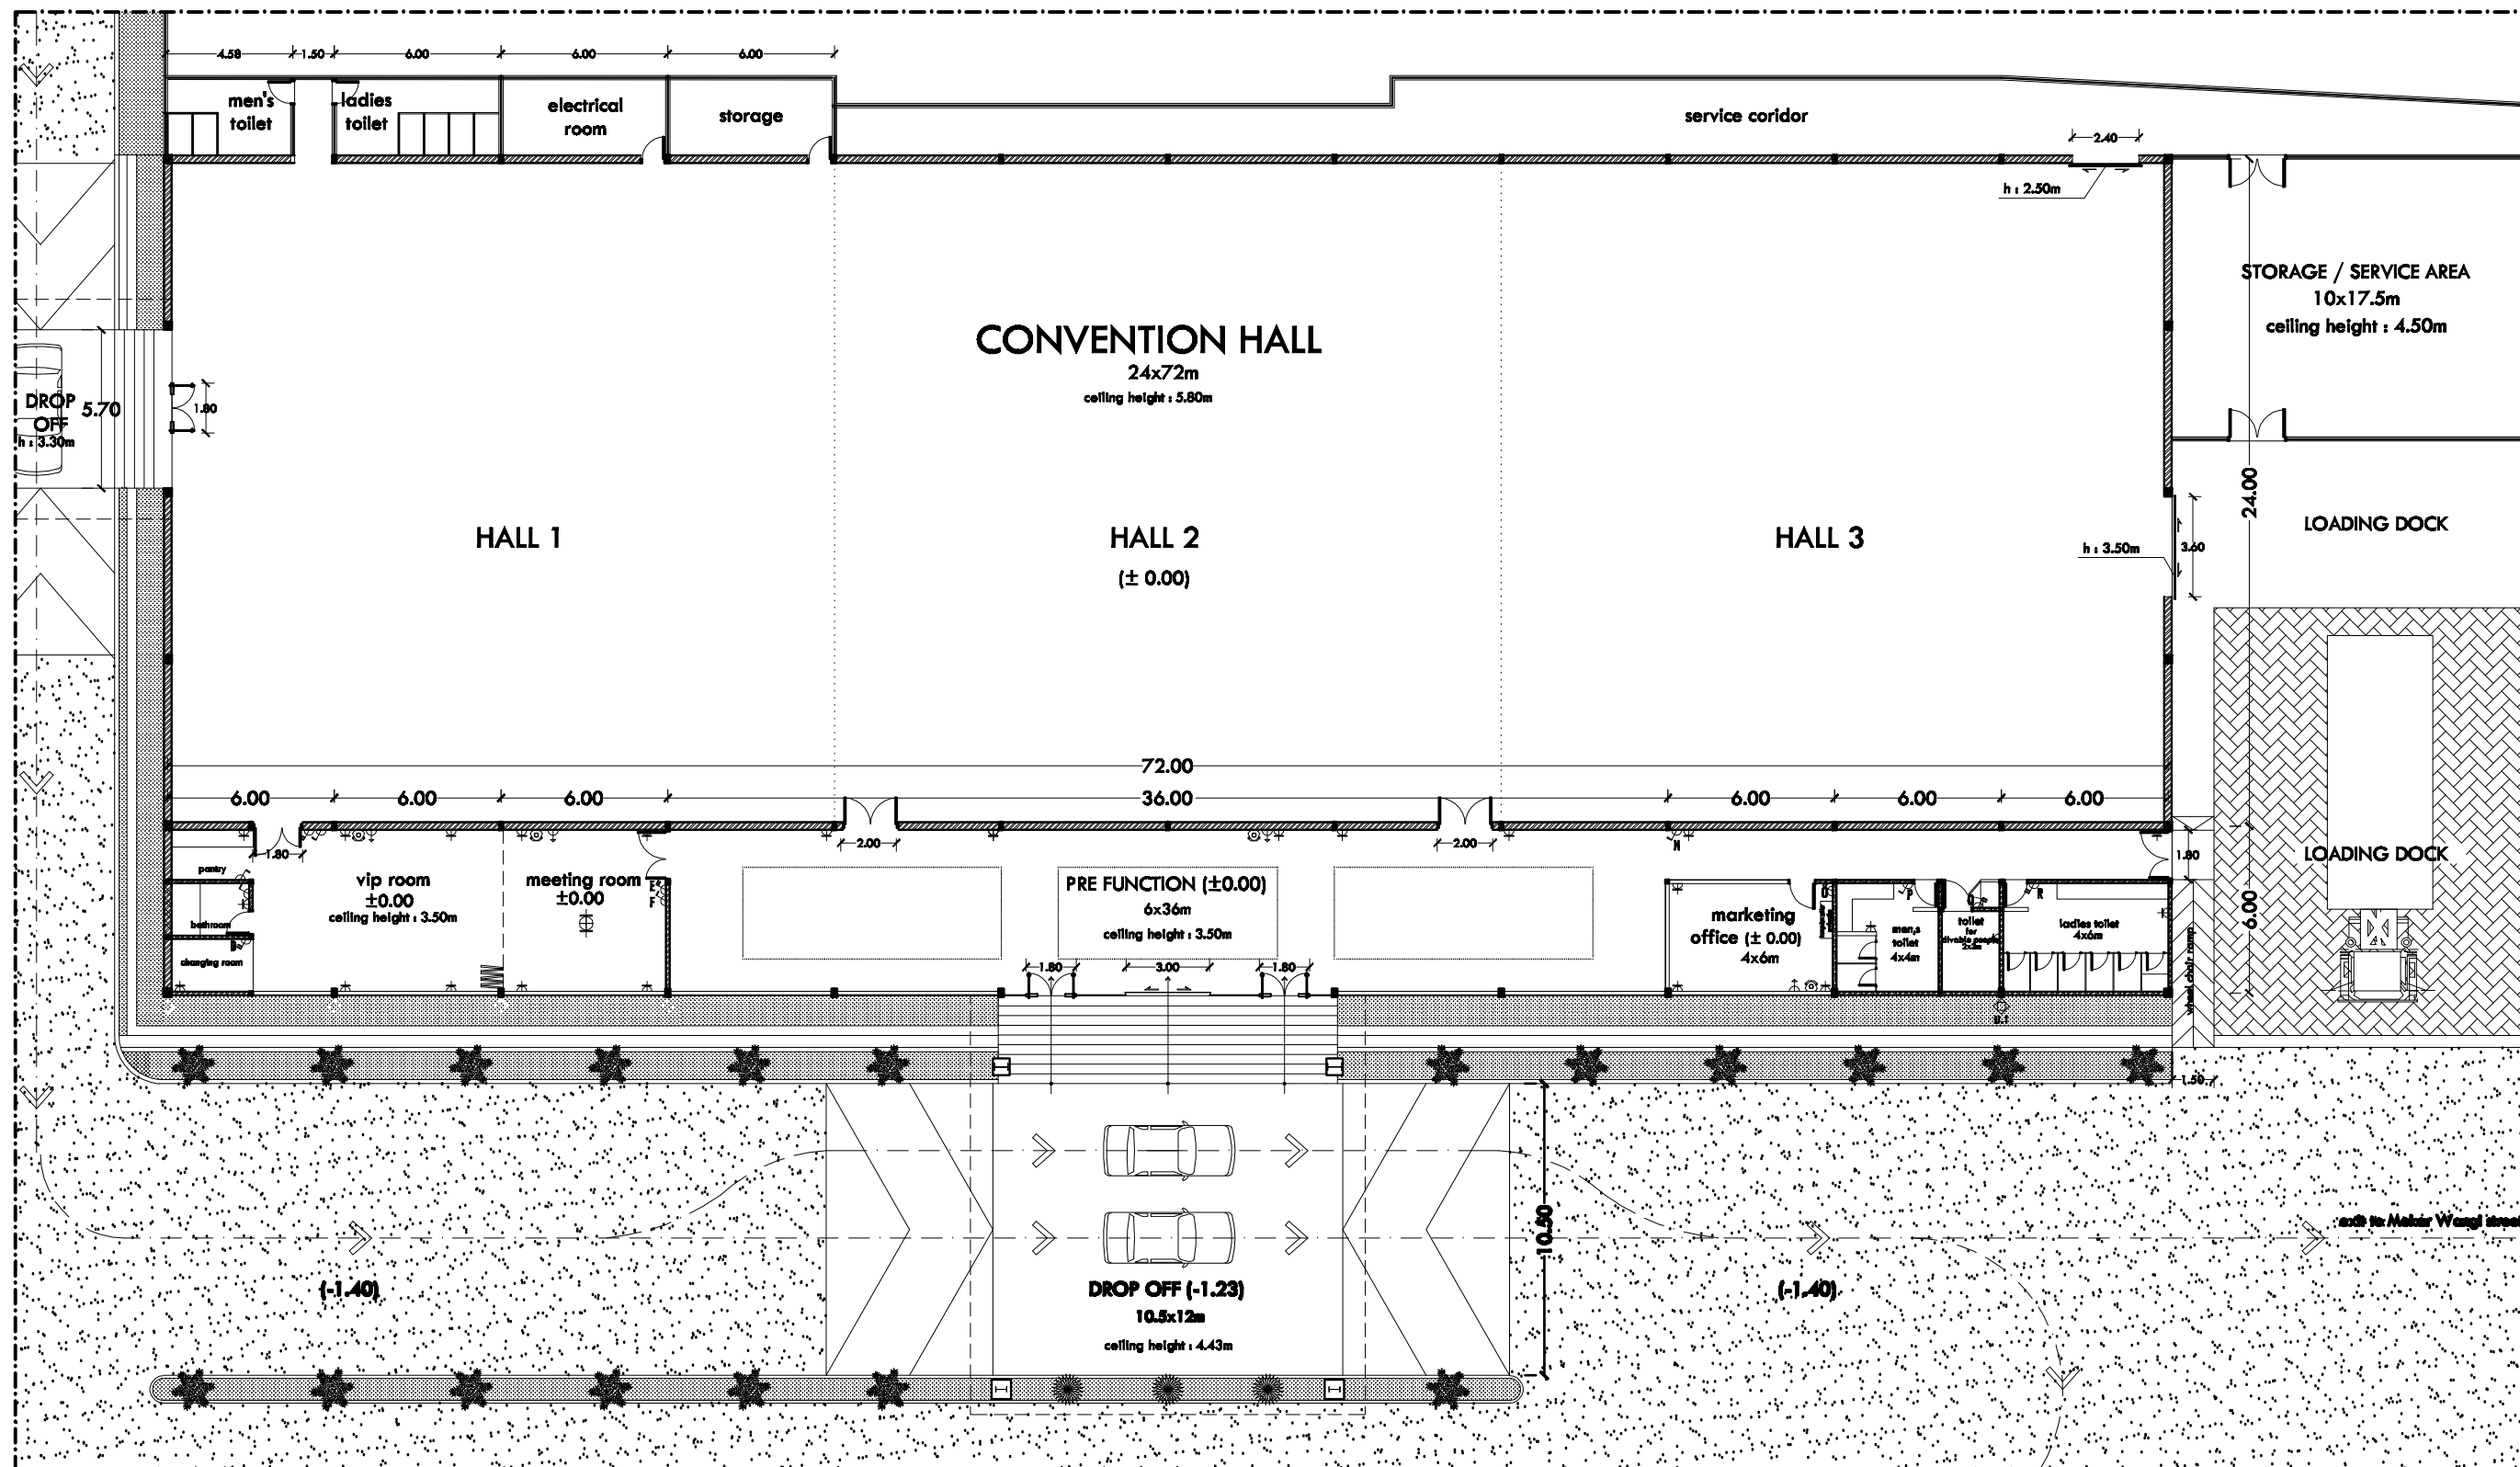 4.58
1.50
6.00
6.00
6.00
men's
toilet
ladies
toilet
electrical
room
storage
service coridor
2.40
h : 2.50m
STORAGE / SERVICE AREA
10x17.5m
ceiling height : 4.50m
CONVENTION HALL
24x72m
ceiling height : 5.80m
DROP
OFF
h : 3.30m
5.70
1.80
24.00
LOADING DOCK
HALL 1
HALL 2
(± 0.00)
HALL 3
h : 3.50m
3.60
72.00
6.00
6.00
6.00
36.00
6.00
6.00
6.00
1.80
2.00
2.00
1.80
LOADING DOCK
pantry
vip room
±0.00
ceiling height : 3.50m
meeting room
±0.00
E
F
PRE FUNCTION (±0.00)
6x36m
ceiling height : 3.50m
N
P
R
marketing
office (± 0.00)
4x6m
men,s
toilet
4x4m
toilet
for
ladies toilet
4x6m
6.00
bathroom
changing room
1.80
3.00
1.80
wheel chair ramp
1.50
10.50
exit to Mekar Wangi street
(-1.40)
DROP OFF (-1.23)
10.5x12m
ceiling height : 4.43m
(-1.40)